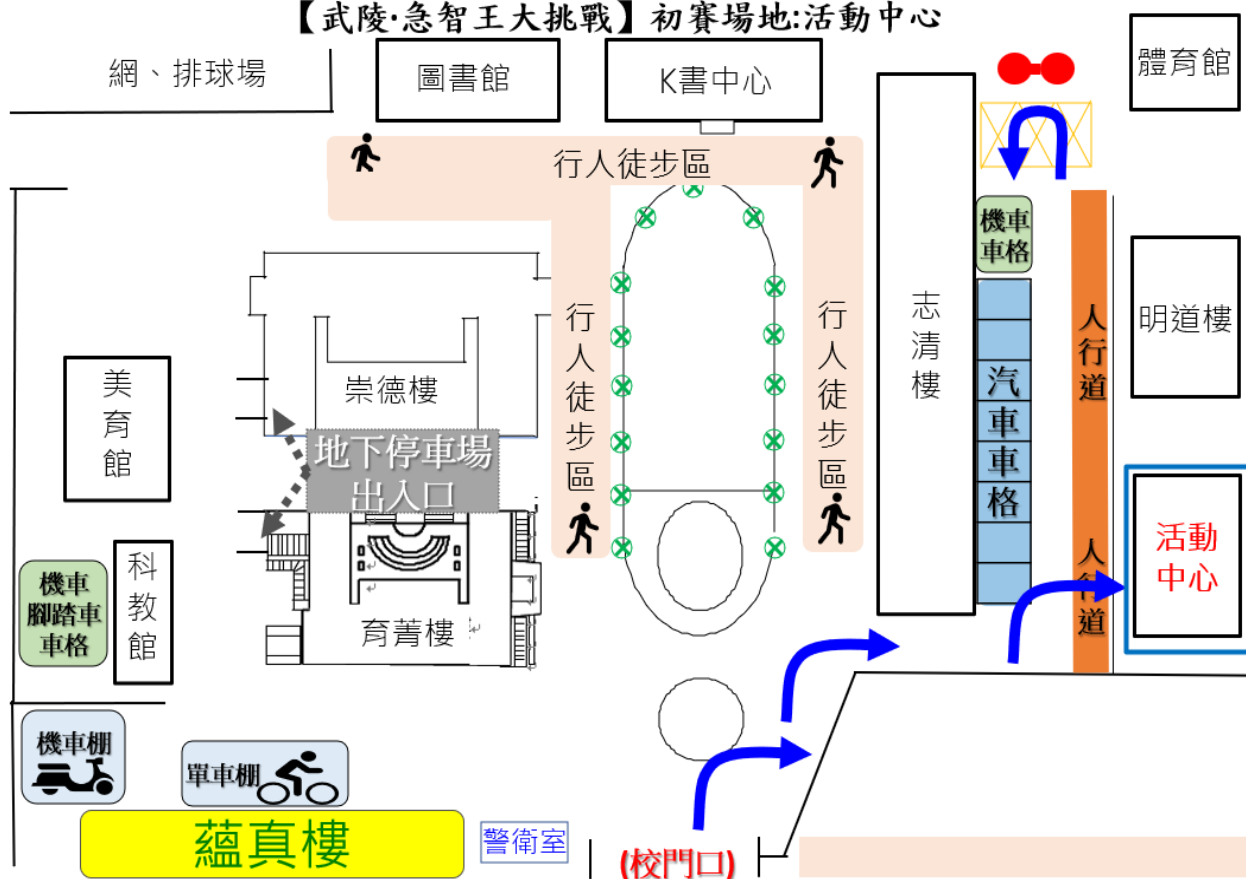 【武陵·急智王大挑戰】初賽場地:活動中心
網、排球場
圖書館
K書中心
體育館
行人徒步區
機車
車格
行人徒步區
行人徒步區
志清樓
人行道
明道樓
美育館
崇德樓
汽車車格
地下停車場
出入口
活動
中心
人行道
科教館
機車
腳踏車
車格
育菁樓
機車棚
單車棚
蘊真樓
警衛室
(校門口)